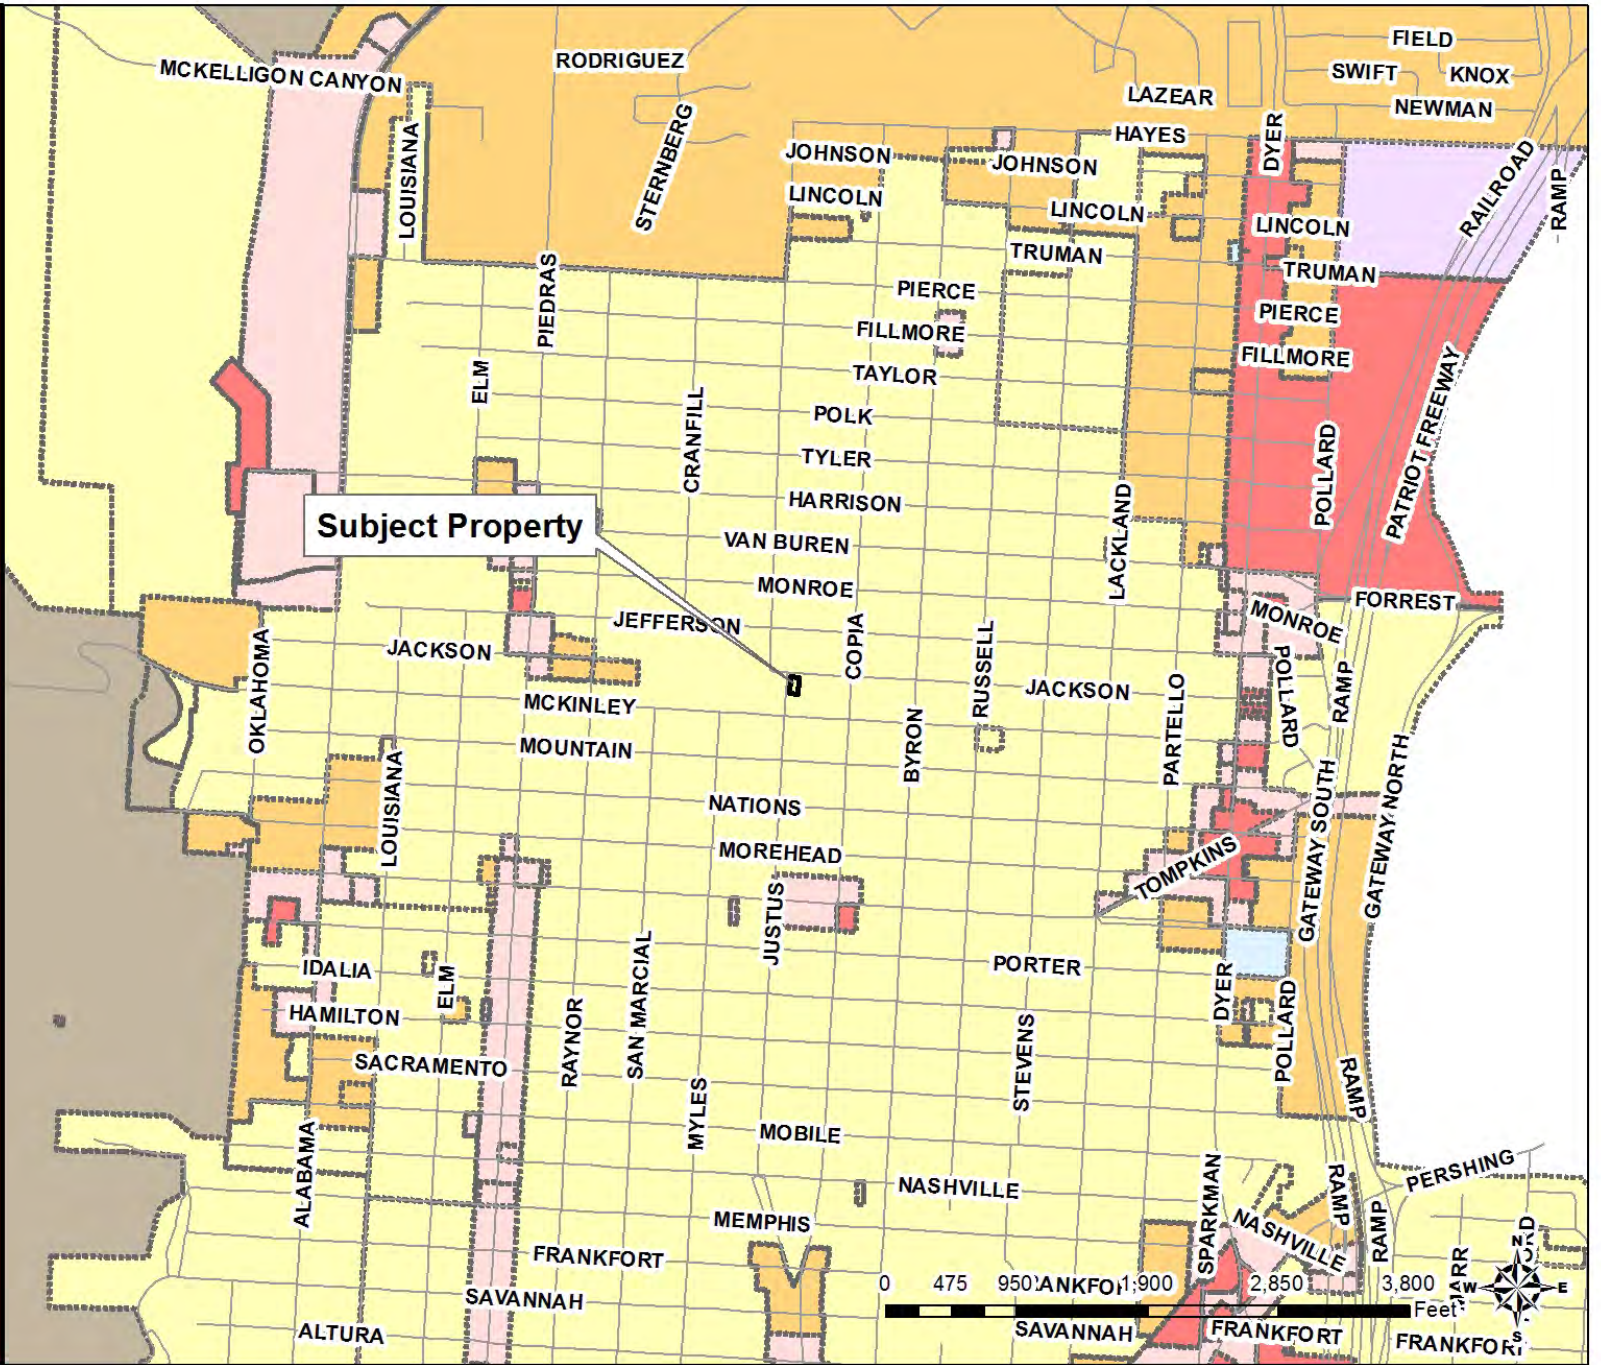 FIELD
RODRIGUEZ
MCKELLIGON CANYON
SWIFT
KNOX
LAZEAR
NEWMAN
LOUISIANA
STERNBERG
HAYES
DYER
JOHNSON
JOHNSON
RAILROAD
RAMP
LINCOLN
LINCOLN
LINCOLN
TRUMAN
TRUMAN
PIEDRAS
PIERCE
PIERCE
FILLMORE
FILLMORE
ELM
TAYLOR
PATRIOT FREEWAY
CRANFILL
POLK
TYLER
POLLARD
HARRISON
LACKLAND
Subject Property
VAN BUREN
MONROE
FORREST
MONROE
JEFFERSON
COPIA
RUSSELL
JACKSON
OKLAHOMA
POLLARD
RAMP
JACKSON
PARTELLO
MCKINLEY
MOUNTAIN
BYRON
LOUISIANA
GATEWAY SOUTH
GATEWAY NORTH
NATIONS
MOREHEAD
TOMPKINS
JUSTUS
IDALIA
ELM
PORTER
SAN MARCIAL
DYER
HAMILTON
RAYNOR
POLLARD
SACRAMENTO
STEVENS
RAMP
MYLES
MOBILE
ALABAMA
NASHVILLE
SPARKMAN
RAMP
PERSHING
MEMPHIS
NASHVILLE
RAMP
FRANKFORT
N
0 475 950 1,900 2,850 3,800
ANKFO
ARR
W E
SAVANNAH
Feet
ALTURA
SAVANNAH
FRANKFORT
FRANKFOR
S